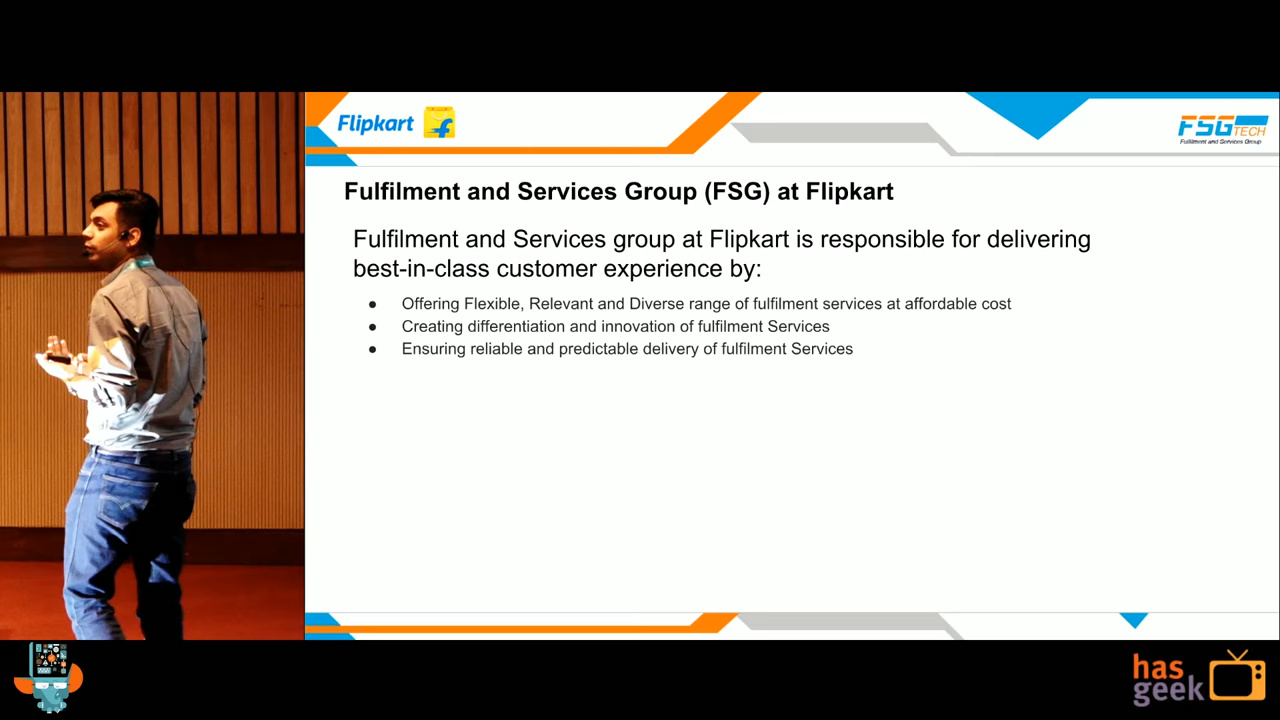 Flipkart
FSG TECH
Fulfilment and Services Group
Fulfilment and Services Group (FSG) at Flipkart
Fulfilment and Services group at Flipkart is responsible for delivering
best-in-class customer experience by:
● Offering Flexible, Relevant and Diverse range of fulfilment services at affordable cost
● Creating differentiation and innovation of fulfilment Services
● Ensuring reliable and predictable delivery of fulfilment Services
has
geek